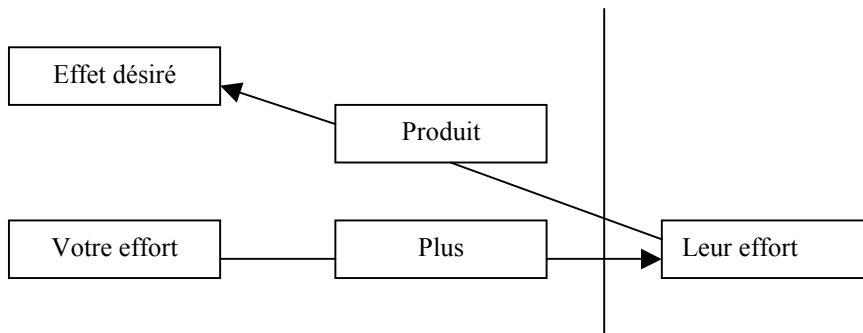 Effet désiré
Produit
Votre effort
Plus
Leur effort